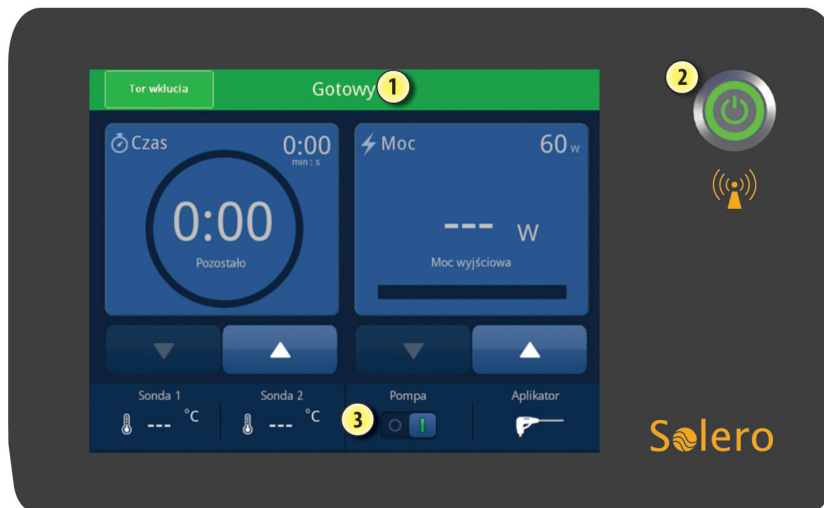 Tor wkłucia
Gotowy
1
2
Czas
0:00
min : s
Moc
60 w
0:00
Pozostało
--- W
Moc wyjściowa
Sonda 1
Sonda 2
Pompa
Aplikator
--- °C
--- °C
3
Solero